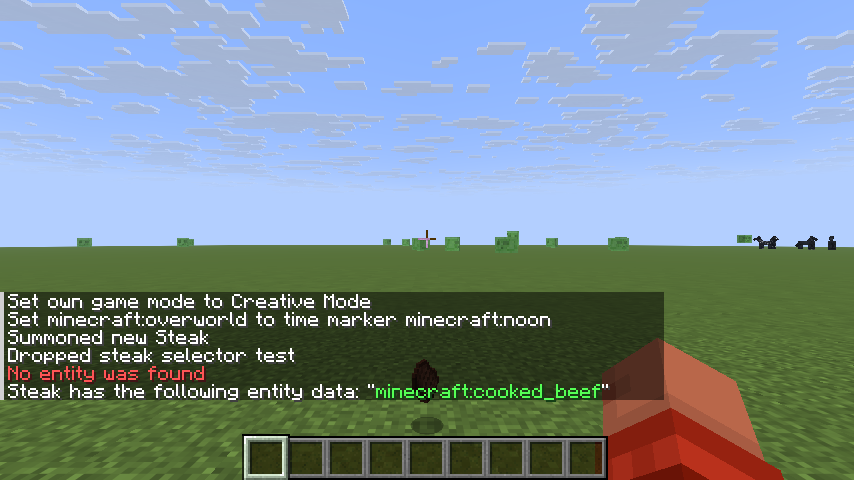 Set own game mode to Creative Mode
Set minecraft:overworld to time marker minecraft:noon
Summoned new Steak
Dropped steak selector test
No entity was found
Steak has the following entity data: "minecraft:cooked_beef"